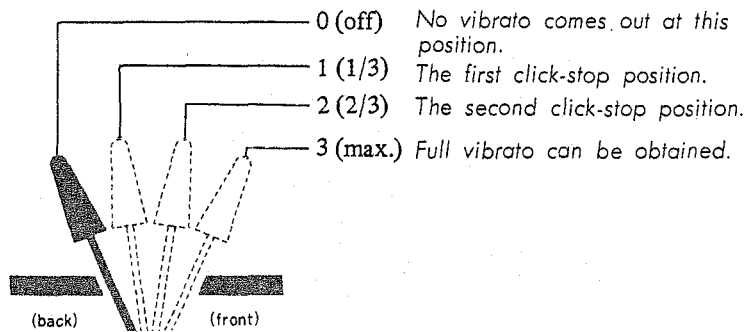 0 (off) No vibrato comes out at this
position.
1 (1/3) The first click-stop position.
2 (2/3) The second click-stop position.
3 (max.) Full vibrato can be obtained.
(back) (front)